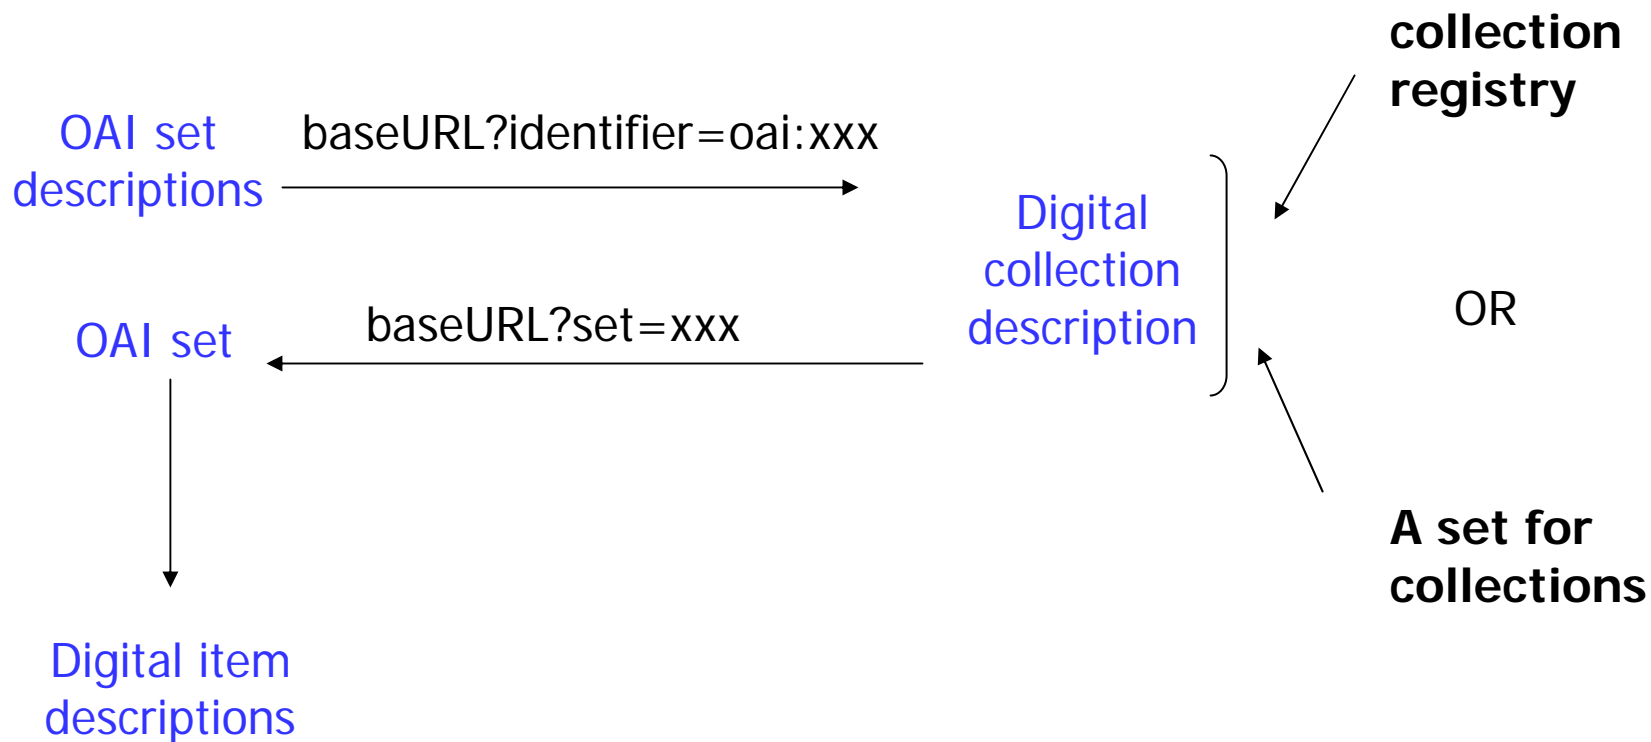 collection
registry
OAI set
descriptions
baseURL?identifier=oai:xxx
Digital
collection
description
OR
OAI set
baseURL?set=xxx
A set for
collections
Digital item
descriptions